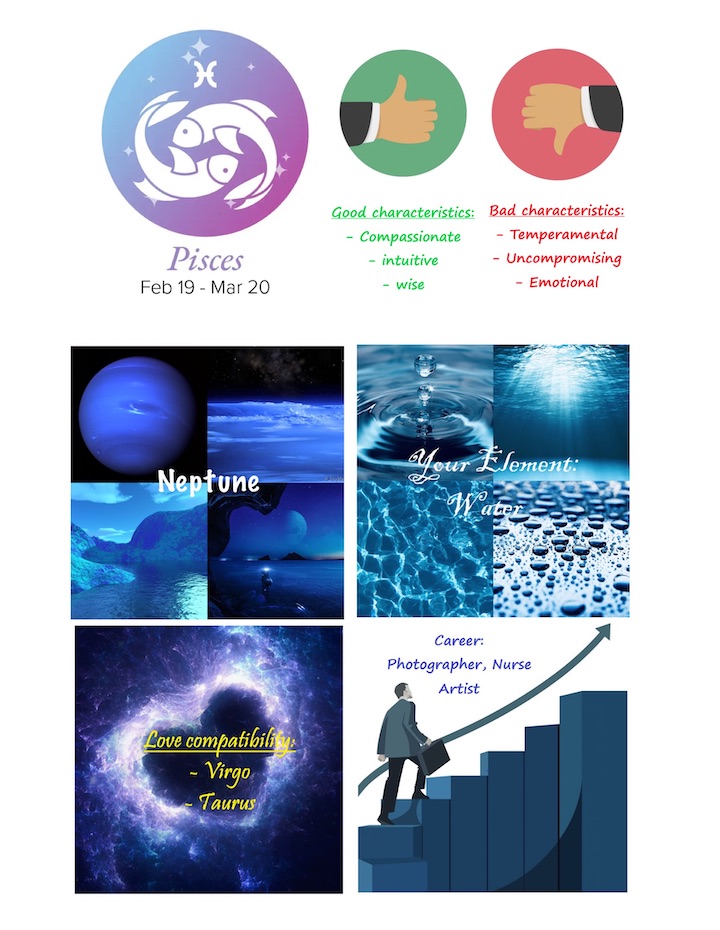 ♓
Pisces
Feb 19 - Mar 20
Good characteristics:
- Compassionate
- intuitive
- wise
Bad characteristics:
- Temperamental
- Uncompromising
- Emotional
Neptune
Your Element:
Water
Love compatibility:
- Virgo
- Taurus
Career:
Photographer, Nurse
Artist